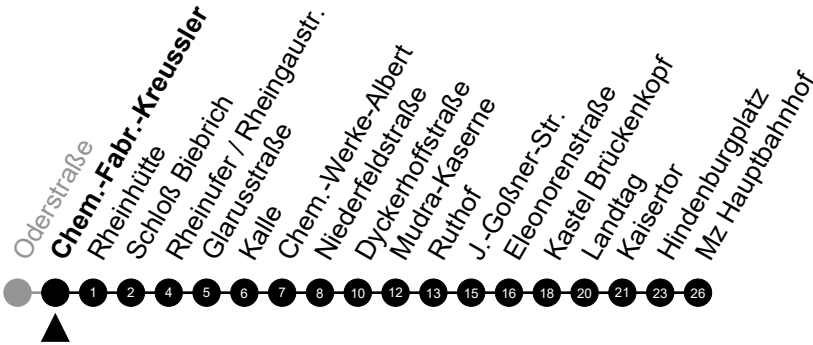 Oderstraße
Chem.-Fabr.-Kreussler
Rheinhütte
Schloß Biebrich
Rheinufer / Rheingaustr.
Glarusstraße
Kalle
Chem.-Werke-Albert
Niederfeldstraße
Dyckerhoffstraße
Mudra-Kaserne
Ruthof
J.-Goßner-Str.
Eleonorenstraße
Kastel Brückenkopf
Landtag
Kaisertor
Hindenburgplatz
Mz Hauptbahnhof
1 2 4 5 6 7 8 10 12 13 15 16 18 20 21 23 26